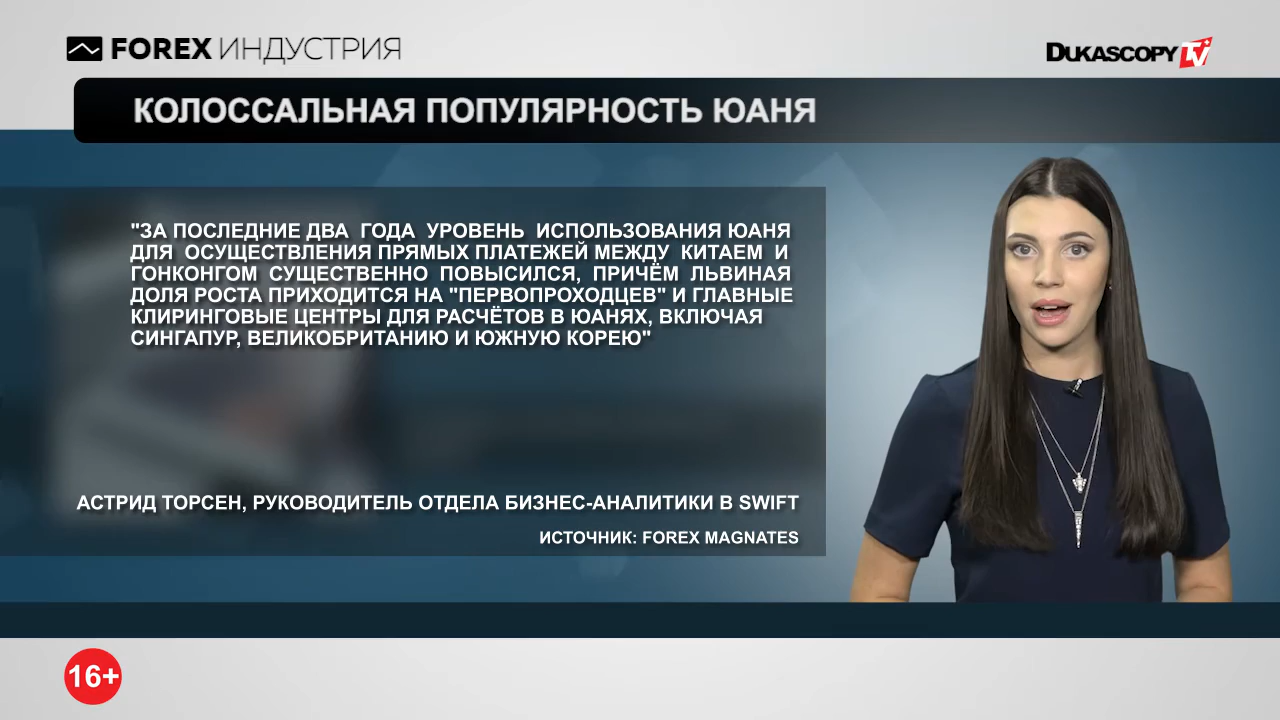 FOREX ИНДУСТРИЯ
DUKASCOPY TV
КОЛОССАЛЬНАЯ ПОПУЛЯРНОСТЬ ЮАНЯ
"ЗА ПОСЛЕДНИЕ ДВА ГОДА УРОВЕНЬ ИСПОЛЬЗОВАНИЯ ЮАНЯ
ДЛЯ ОСУЩЕСТВЛЕНИЯ ПРЯМЫХ ПЛАТЕЖЕЙ МЕЖДУ КИТАЕМ И
ГОНКОНГОМ СУЩЕСТВЕННО ПОВЫСИЛСЯ, ПРИЧЁМ ЛЬВИНАЯ
ДОЛЯ РОСТА ПРИХОДИТСЯ НА "ПЕРВОПРОХОДЦЕВ" И ГЛАВНЫЕ
КЛИРИНГОВЫЕ ЦЕНТРЫ ДЛЯ РАСЧЁТОВ В ЮАНЯХ, ВКЛЮЧАЯ
СИНГАПУР, ВЕЛИКОБРИТАНИЮ И ЮЖНУЮ КОРЕЮ"
АСТРИД ТОРСЕН, РУКОВОДИТЕЛЬ ОТДЕЛА БИЗНЕС-АНАЛИТИКИ В SWIFT
ИСТОЧНИК: FOREX MAGNATES
16+